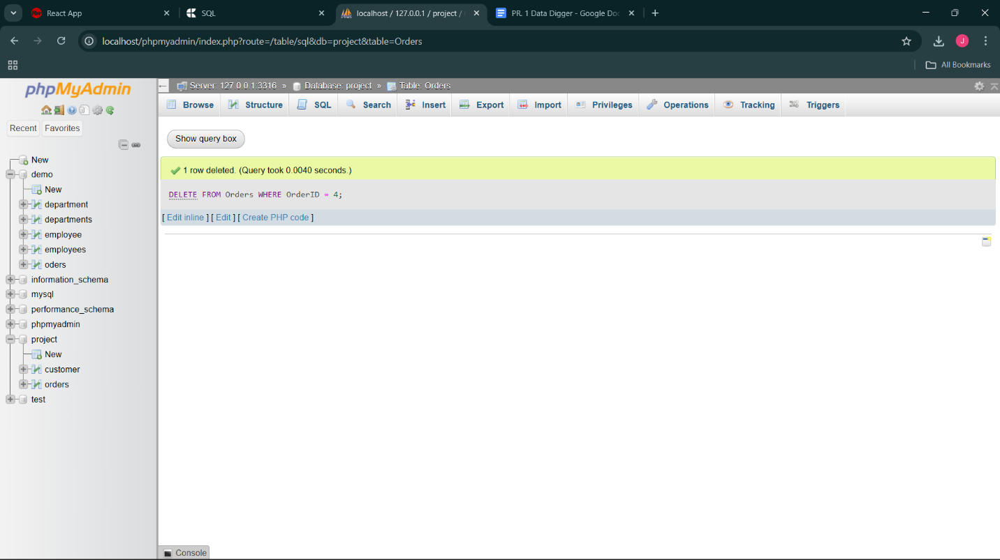 React App
SQL
localhost / 127.0.0.1 / project /
PR. 1 Data Digger - Google Doc
localhost/phpmyadmin/index.php?route=/table/sql&db=project&table=Orders
J
All Bookmarks
phpMyAdmin
Recent Favorites
New
demo
New
department
departments
employee
employees
oders
information_schema
mysql
performance_schema
phpmyadmin
project
New
customer
orders
test
Server: 127.0.0.1:3316 » Database: project » Table: Orders
Browse Structure SQL Search Insert Export Import Privileges Operations Tracking Triggers
Show query box
1 row deleted. (Query took 0.0040 seconds.)
DELETE FROM Orders WHERE OrderID = 4;
[ Edit inline ] [ Edit ] [ Create PHP code ]
Console